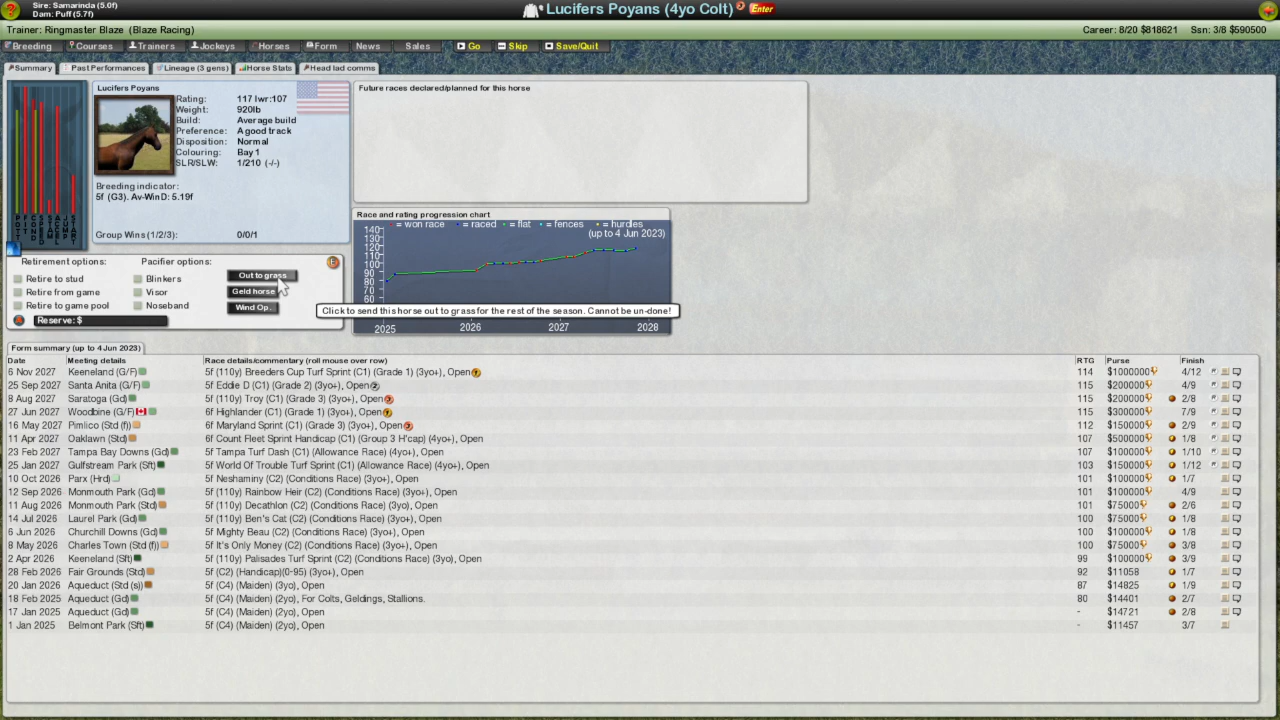 Sire: Samarinda (5.0f)
Dam: Puff (5.7f)
Lucifers Poyans (4yo Colt) Enter
Trainer: Ringmaster Blaze (Blaze Racing) Career: 8/20 $818621 Ssn: 3/8 $590500
Breeding Courses Trainers Jockeys Horses Form News Sales Go Skip Save/Quit
Summary Past Performances Lineage (3 gens) Horse Stats Head lad comms
Lucifers Poyans
Rating: 117 lwr:107
Weight: 920lb
Build: Average build
Preference: A good track
Disposition: Normal
Colouring: Bay 1
SLR/SLW: 1/210 (-/-)
Breeding indicator:
5f (G3). Av-WinD: 5.19f
Group Wins (1/2/3): 0/0/1
Future races declared/planned for this horse
Race and rating progression chart
= won race = raced = flat = fences = hurdles
(up to 4 Jun 2023)
140
130
120
110
100
90
80
70
60
2025 2026 2027 2028
Retirement options: Pacifier options:
Retire to stud Blinkers Out to grass
Retire from game Visor Geld horse
Retire to game pool Noseband Wind Op.
Reserve: $
Click to send this horse out to grass for the rest of the season. Cannot be un-done!
Form summary (up to 4 Jun 2023)
Date Meeting details Race details/commentary (roll mouse over row) RTG Purse Finish
6 Nov 2027 Keeneland (G/F) 5f (110y) Breeders Cup Turf Sprint (C1) (Grade 1) (3yo+), Open 114 $1000000 4/12
25 Sep 2027 Santa Anita (G/F) 5f Eddie D (C1) (Grade 2) (3yo+), Open 115 $200000 4/9
8 Aug 2027 Saratoga (Gd) 5f (110y) Troy (C1) (Grade 3) (3yo+), Open 115 $200000 2/8
27 Jun 2027 Woodbine (G/F) 6f Highlander (C1) (Grade 1) (3yo+), Open 115 $300000 7/9
16 May 2027 Pimlico (Std (f)) 6f Maryland Sprint (C1) (Grade 3) (3yo+), Open 112 $150000 2/9
11 Apr 2027 Oaklawn (Std) 6f Count Fleet Sprint Handicap (C1) (Group 3 H'cap) (4yo+), Open 107 $500000 1/8
23 Feb 2027 Tampa Bay Downs (Gd) 5f Tampa Turf Dash (C1) (Allowance Race) (4yo+), Open 107 $100000 1/10
25 Jan 2027 Gulfstream Park (Sft) 5f World Of Trouble Turf Sprint (C1) (Allowance Race) (4yo+), Open 103 $150000 1/12
10 Oct 2026 Parx (Hrd) 5f Neshaminy (C2) (Conditions Race) (3yo+), Open 101 $100000 1/7
12 Sep 2026 Monmouth Park (Gd) 5f (110y) Rainbow Heir (C2) (Conditions Race) (3yo+), Open 101 $100000 4/9
11 Aug 2026 Monmouth Park (Std) 5f (110y) Decathlon (C2) (Conditions Race) (3yo), Open 101 $75000 2/6
14 Jul 2026 Laurel Park (Gd) 5f (110y) Ben's Cat (C2) (Conditions Race) (3yo+), Open 100 $75000 1/8
6 Jun 2026 Churchill Downs (Gd) 5f Mighty Beau (C2) (Conditions Race) (3yo+), Open 100 $100000 1/8
8 May 2026 Charles Town (Std (f)) 5f It's Only Money (C2) (Conditions Race) (3yo+), Open 100 $75000 3/8
2 Apr 2026 Keeneland (Sft) 5f (110y) Palisades Turf Sprint (C2) (Conditions Race) (3yo), Open 99 $100000 3/9
28 Feb 2026 Fair Grounds (Std) 5f (C2) (Handicap)(0-95) (3yo+), Open 92 $11058 1/7
20 Jan 2026 Aqueduct (Std (s)) 5f (C4) (Maiden) (3yo), Open 87 $14825 1/9
18 Feb 2025 Aqueduct (Gd) 5f (C4) (Maiden) (2yo), For Colts, Geldings, Stallions. 80 $14401 2/7
17 Jan 2025 Aqueduct (Gd) 5f (C4) (Maiden) (2yo), Open - $14721 2/8
1 Jan 2025 Belmont Park (Sft) 5f (C4) (Maiden) (2yo), Open - $11457 3/7